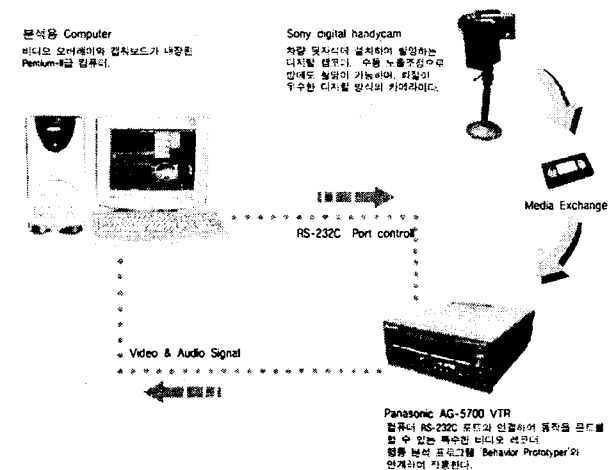 분석용 Computer
비디오 오버레이와 캡쳐보드가 내장된
Pentium-II급 컴퓨터.
Sony digital handycam
차량 뒷좌석에 설치하여 촬영하는
디지탈 캠코더. 수동 노출조정으로
밤에도 촬영이 가능하며, 화질이
우수한 디지탈 방식의 카메라이다.
Media Exchange
RS-232C Port control
Video & Audio Signal
Panasonic AG-5700 VTR
컴퓨터 RS-232C 포트와 연결하여 동작을 콘트롤
할 수 있는 특수한 비디오 레코더.
행동 분석 프로그램 'Behavior Prototyper'와
연계하여 작동한다.